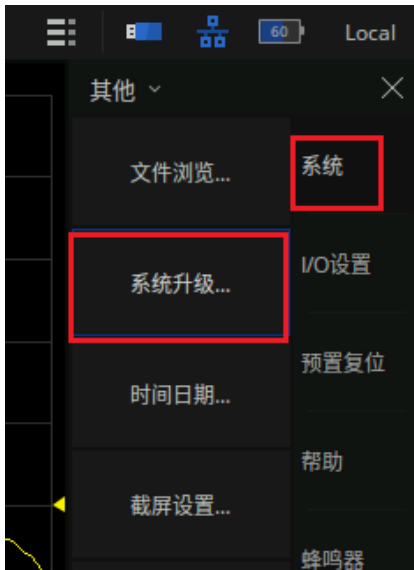 60 Local
其他
文件浏览...
系统
系统升级...
I/O设置
时间日期...
预置复位
截屏设置...
帮助
蜂鸣器